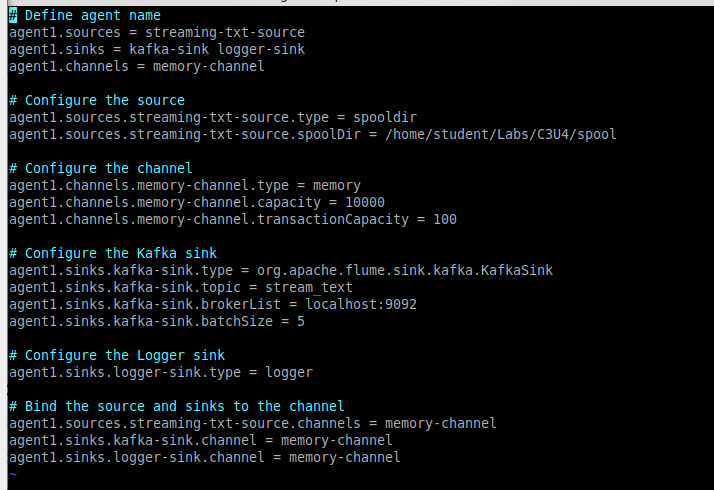 # Define agent name
agent1.sources = streaming-txt-source
agent1.sinks = kafka-sink logger-sink
agent1.channels = memory-channel

# Configure the source
agent1.sources.streaming-txt-source.type = spooldir
agent1.sources.streaming-txt-source.spoolDir = /home/student/Labs/C3U4/spool

# Configure the channel
agent1.channels.memory-channel.type = memory
agent1.channels.memory-channel.capacity = 10000
agent1.channels.memory-channel.transactionCapacity = 100

# Configure the Kafka sink
agent1.sinks.kafka-sink.type = org.apache.flume.sink.kafka.KafkaSink
agent1.sinks.kafka-sink.topic = stream_text
agent1.sinks.kafka-sink.brokerList = localhost:9092
agent1.sinks.kafka-sink.batchSize = 5

# Configure the Logger sink
agent1.sinks.logger-sink.type = logger

# Bind the source and sinks to the channel
agent1.sources.streaming-txt-source.channels = memory-channel
agent1.sinks.kafka-sink.channel = memory-channel
agent1.sinks.logger-sink.channel = memory-channel
~